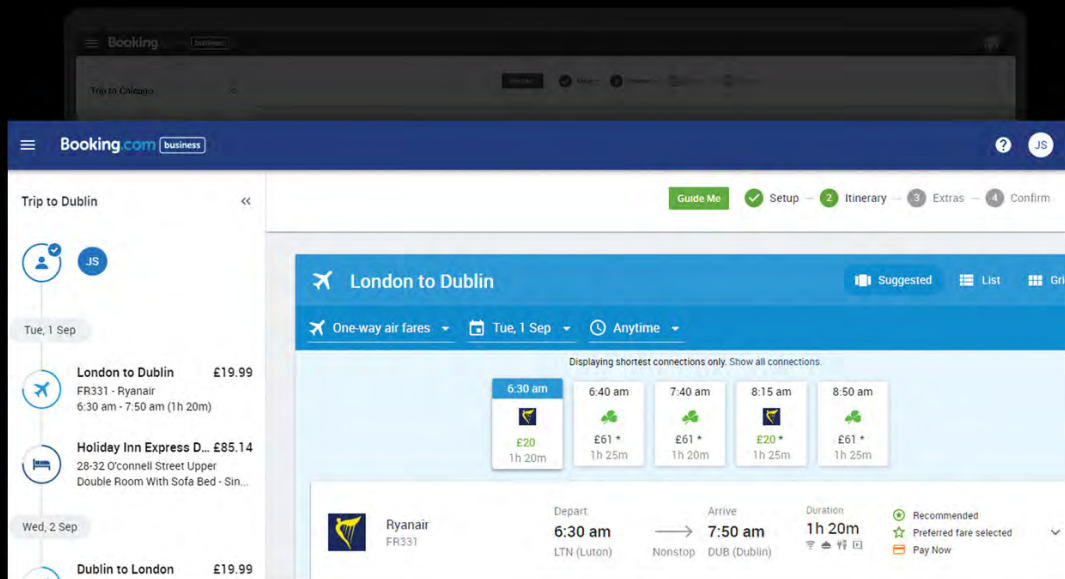 Booking
business
Trip to Chicago
Booking.com business
JS
Trip to Dublin
Guide Me
Setup
2 Itinerary
3 Extras
4 Confirm
JS
London to Dublin
Suggested
List
Tue, 1 Sep
One-way air fares
Tue, 1 Sep
Anytime
Displaying shortest connections only. Show all connections.
London to Dublin £19.99
FR331 - Ryanair
6:30 am - 7:50 am (1h 20m)
6:30 am 6:40 am 7:40 am 8:15 am 8:50 am
£20 £61 * £61 * £20 * £61 *
1h 20m 1h 25m 1h 20m 1h 25m 1h 25m
Holiday Inn Express D... £85.14
28-32 O'connell Street Upper
Double Room With Sofa Bed - Sin...
Wed, 2 Sep
Ryanair
FR331
Depart Arrive Duration
6:30 am 7:50 am 1h 20m
LTN (Luton) Nonstop DUB (Dublin)
Recommended
Preferred fare selected
Pay Now
Dublin to London £19.99